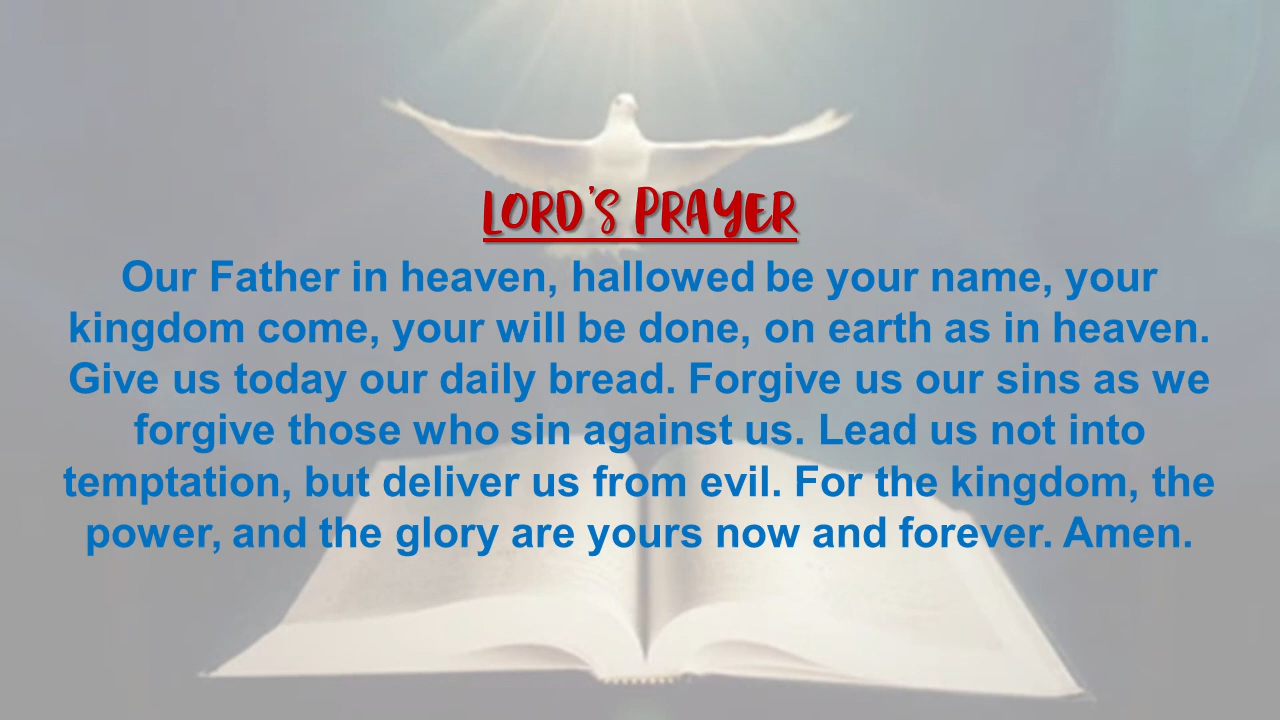 LORD'S PRAYER
Our Father in heaven, hallowed be your name, your
kingdom come, your will be done, on earth as in heaven.
Give us today our daily bread. Forgive us our sins as we
forgive those who sin against us. Lead us not into
temptation, but deliver us from evil. For the kingdom, the
power, and the glory are yours now and forever. Amen.